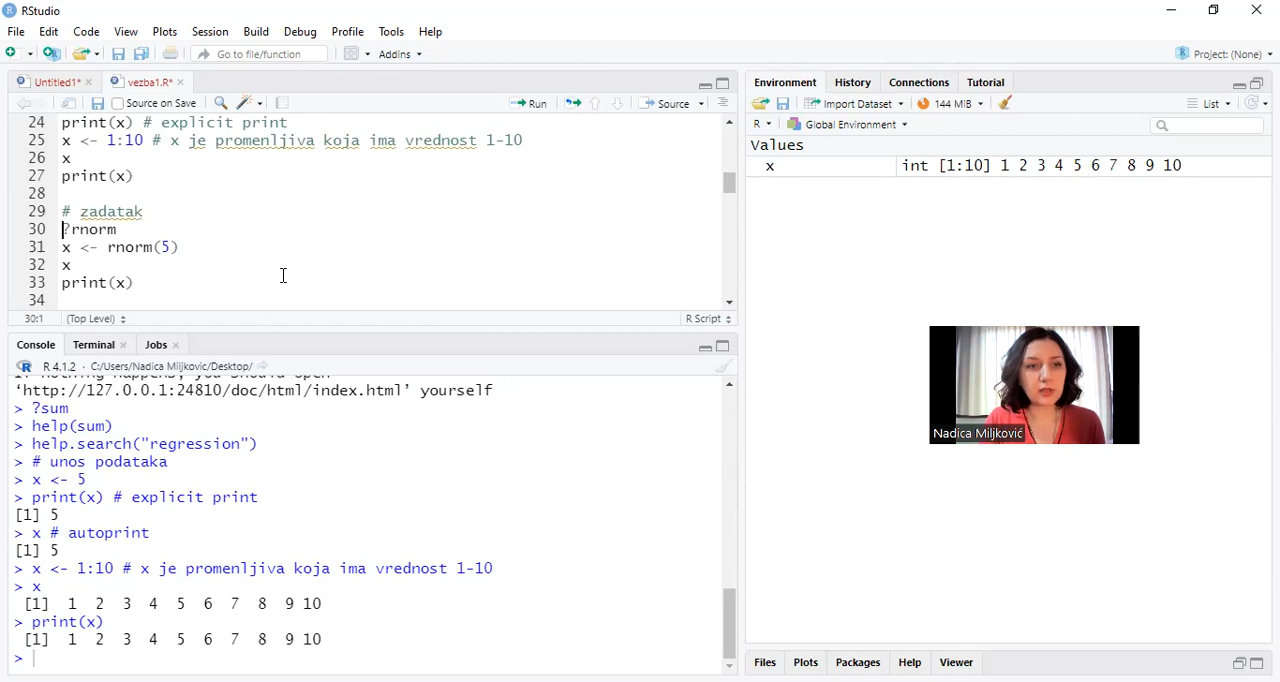 RStudio
File Edit Code View Plots Session Build Debug Profile Tools Help
Go to file/function Addins Project: (None)
Untitled1* vezba1.R*
Source on Save Run Source
24 print(x) # explicit print
25 x <- 1:10 # x je promenljiva koja ima vrednost 1-10
26 x
27 print(x)
28
29 # zadatak
30 ?rnorm
31 x <- rnorm(5)
32 x
33 print(x)
34
30:1 (Top Level) R Script
Console Terminal Jobs
R 4.1.2 · C:/Users/Nadica Miljkovic/Desktop/
'http://127.0.0.1:24810/doc/html/index.html' yourself
> ?sum
> help(sum)
> help.search("regression")
> # unos podataka
> x <- 5
> print(x) # explicit print
[1] 5
> x # autoprint
[1] 5
> x <- 1:10 # x je promenljiva koja ima vrednost 1-10
> x
[1] 1 2 3 4 5 6 7 8 9 10
> print(x)
[1] 1 2 3 4 5 6 7 8 9 10
>
Environment History Connections Tutorial
Import Dataset 144 MiB List
R Global Environment
Values
x int [1:10] 1 2 3 4 5 6 7 8 9 10
Nadica Miljković
Files Plots Packages Help Viewer